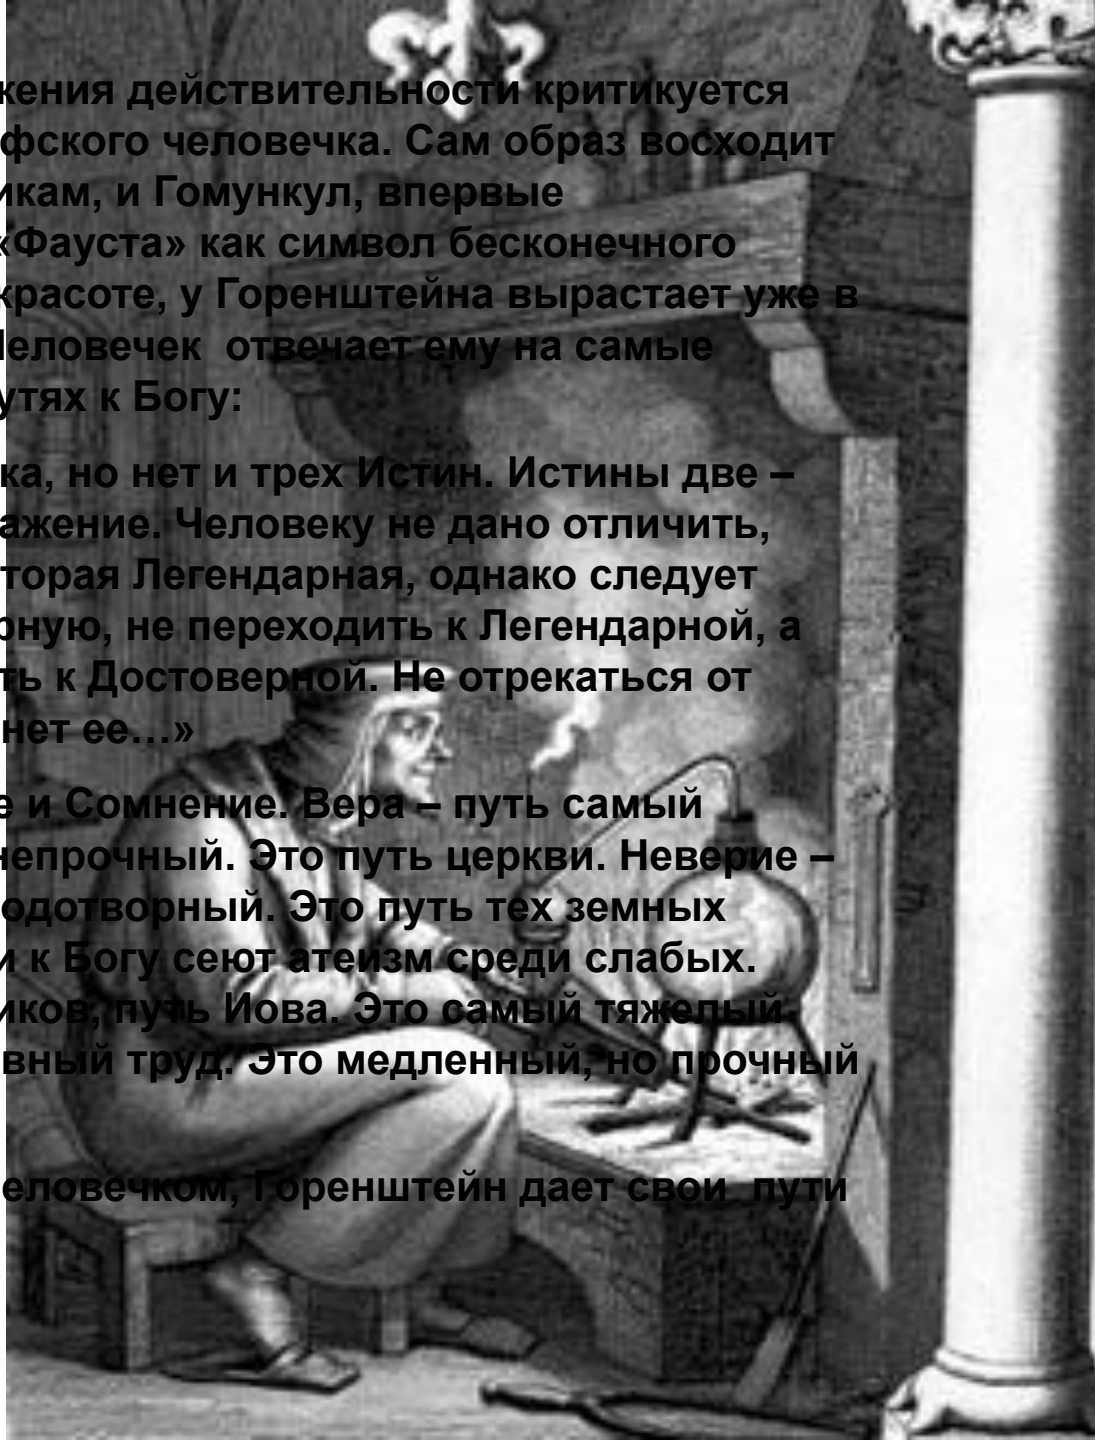 жения действительности критикуется
фского человечка. Сам образ восходит
икам, и Гомункул, впервые
«Фауста» как символ бесконечного
красоте, у Горенштейна вырастает уже в
Человечек отвечает ему на самые
утях к Богу:
ка, но нет и трех Истин. Истины две –
ажение. Человеку не дано отличить,
торая Легендарная, однако следует
рную, не переходить к Легендарной, а
ть к Достоверной. Не отрекаться от
нет ее…»
е и Сомнение. Вера – путь самый
непрочный. Это путь церкви. Неверие –
одотворный. Это путь тех земных
и к Богу сеют атеизм среди слабых.
иков, путь Иова. Это самый тяжелый
вный труд. Это медленный, но прочный
еловечком, Горенштейн дает свои пути